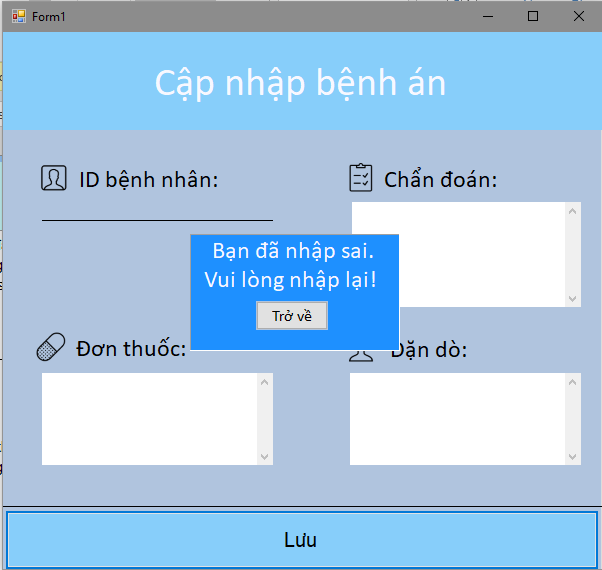 Form1
Cập nhập bệnh án
ID bệnh nhân:
Chẩn đoán:
Bạn đã nhập sai.
Vui lòng nhập lại!
Trở về
Đơn thuốc:
Dặn dò:
Lưu